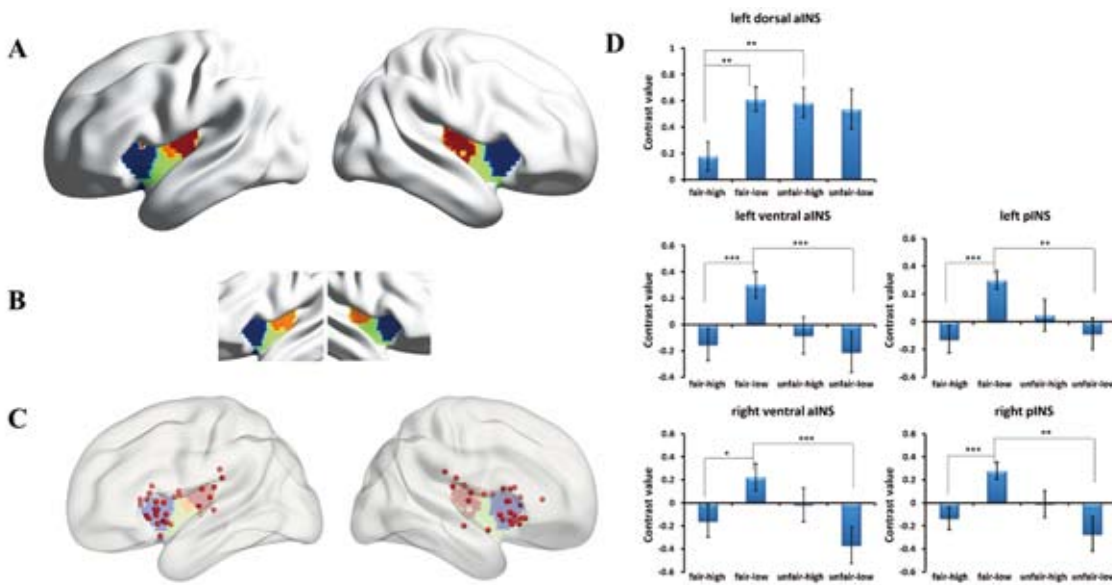 A
B
C
D
left dorsal aINS
Contrast value
1
0.8
0.6
0.4
0.2
0
**
**
fair-high fair-low unfair-high unfair-low
left ventral aINS
Contrast value
0.6
0.4
0.2
0
-0.2
-0.4
-0.6
*** ***
fair-high fair-low unfair-high unfair-low
left pINS
Contrast value
0.6
0.4
0.2
0
-0.2
-0.4
*** **
fair-high fair-low unfair-high unfair-low
right ventral aINS
Contrast value
0.6
0.4
0.2
0
-0.2
-0.4
-0.6
* ***
fair-high fair-low unfair-high unfair-low
right pINS
Contrast value
0.6
0.4
0.2
0
-0.2
-0.4
-0.6
*** **
fair-high fair-low unfair-high unfair-low